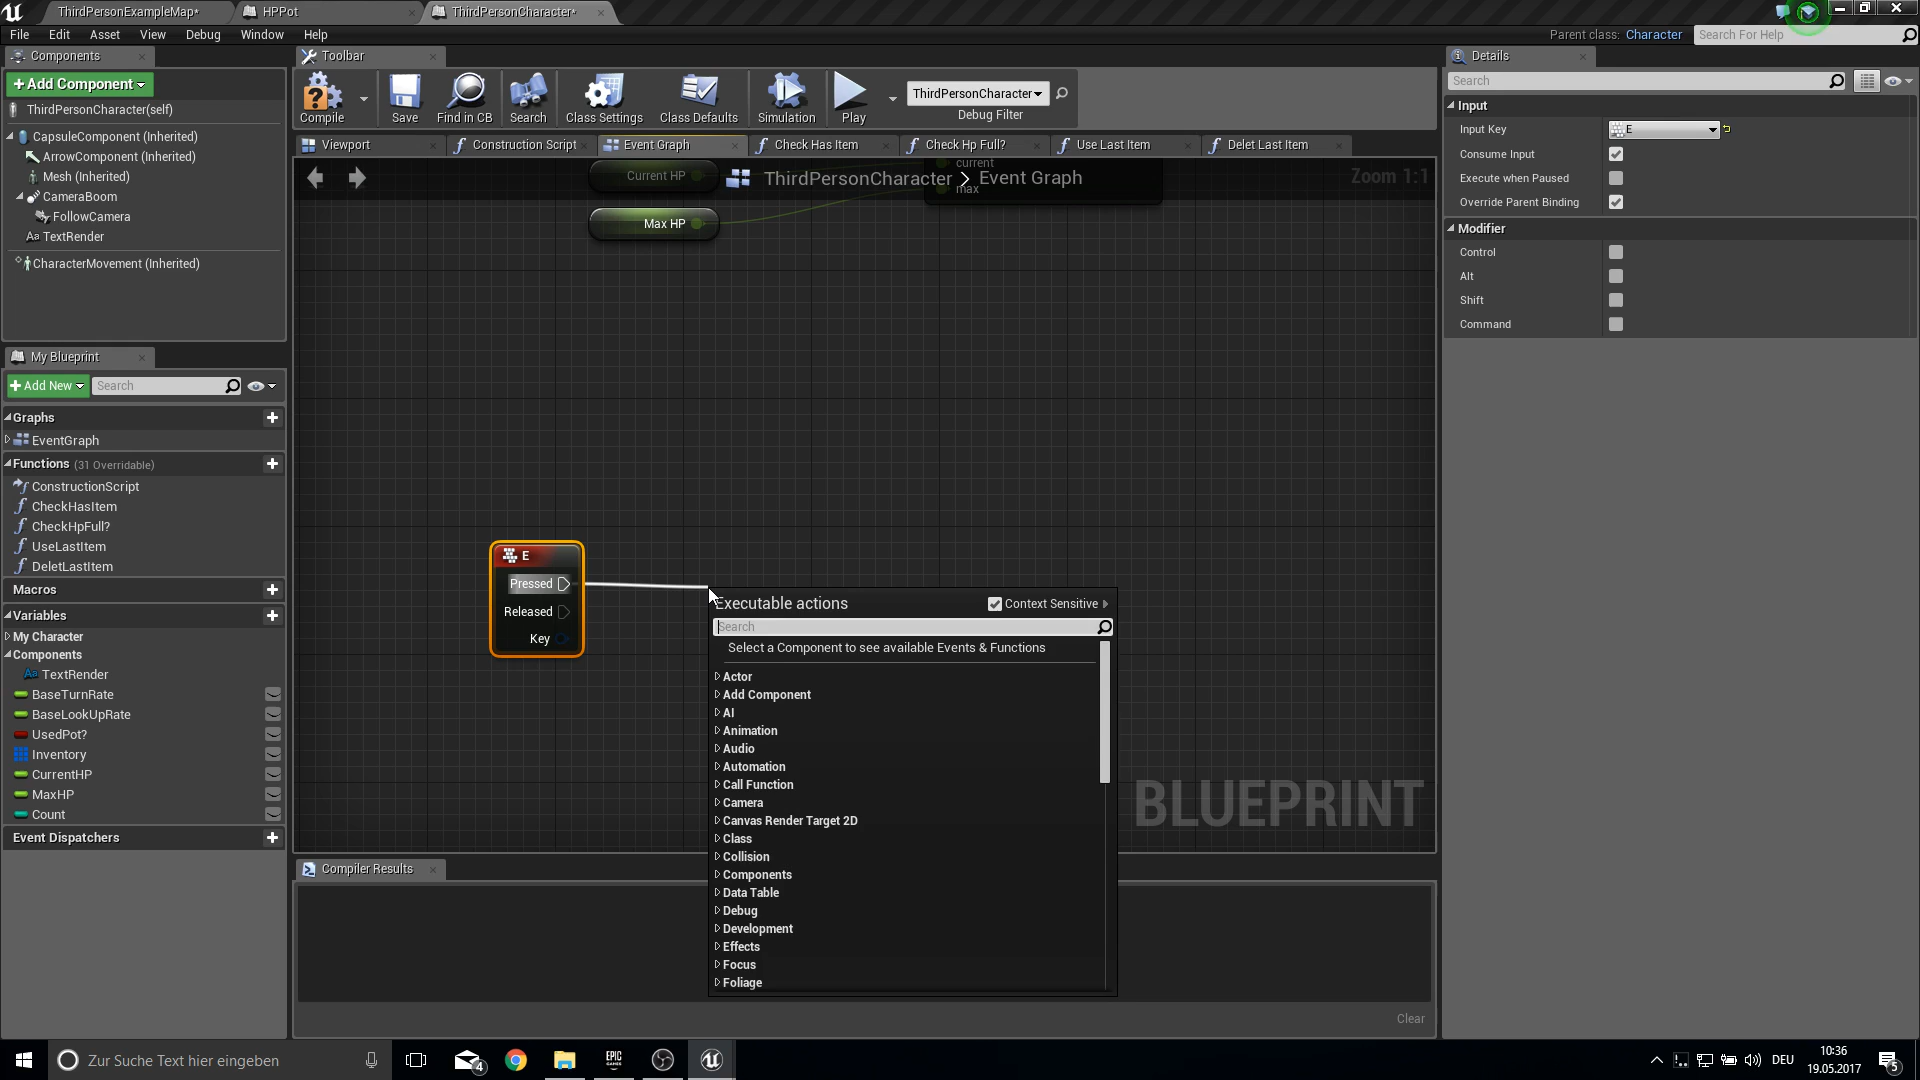 ThirdPersonExampleMap*
HPPot
ThirdPersonCharacter*
File Edit Asset View Debug Window Help
Parent class: Character
Search For Help
Components
+Add Component
ThirdPersonCharacter(self)
CapsuleComponent (Inherited)
ArrowComponent (Inherited)
Mesh (Inherited)
CameraBoom
FollowCamera
Aa TextRender
CharacterMovement (Inherited)
My Blueprint
+Add New
Search
Graphs
EventGraph
Functions (31 Overridable)
ConstructionScript
CheckHasItem
CheckHpFull?
UseLastItem
DeletLastItem
Macros
Variables
My Character
Components
Aa TextRender
BaseTurnRate
BaseLookUpRate
UsedPot?
Inventory
CurrentHP
MaxHP
Count
Event Dispatchers
Toolbar
Compile
Save
Find in CB
Search
Class Settings
Class Defaults
Simulation
Play
ThirdPersonCharacter
Debug Filter
Viewport
Construction Script
Event Graph
Check Has Item
Check Hp Full?
Use Last Item
Delet Last Item
ThirdPersonCharacter > Event Graph
Zoom 1:1
Current HP
current
max
Max HP
E
Pressed
Released
Key
Executable actions
Context Sensitive
Search
Select a Component to see available Events & Functions
Actor
Add Component
AI
Animation
Audio
Automation
Call Function
Camera
Canvas Render Target 2D
Class
Collision
Components
Data Table
Debug
Development
Effects
Focus
Foliage
BLUEPRINT
Compiler Results
Clear
Details
Search
Input
Input Key
E
Consume Input
Execute when Paused
Override Parent Binding
Modifier
Control
Alt
Shift
Command
Zur Suche Text hier eingeben
4
EPIC
GAMES
DEU
10:36
19.05.2017
5